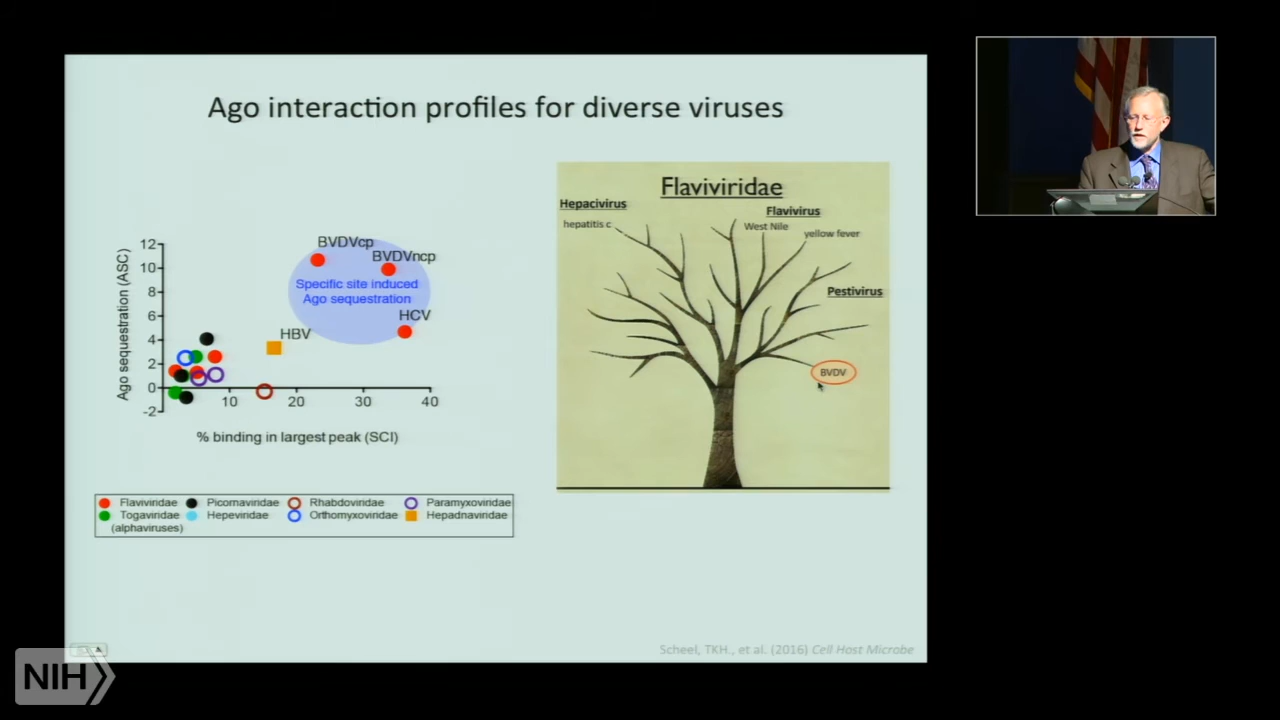 Ago interaction profiles for diverse viruses
Ago sequestration (ASC)
12
10
8
6
4
2
0
-2
10
20
30
40
% binding in largest peak (SCI)
BVDVcp
BVDVncp
Specific site induced
Ago sequestration
HCV
HBV
Flaviviridae
Picornaviridae
Rhabdoviridae
Paramyxoviridae
Togaviridae
(alphaviruses)
Hepeviridae
Orthomyxoviridae
Hepadnaviridae
Flaviviridae
Hepacivirus
hepatitis c
Flavivirus
West Nile
yellow fever
Pestivirus
BVDV
Scheel, TKH., et.al. (2016) Cell Host Microbe
NIH